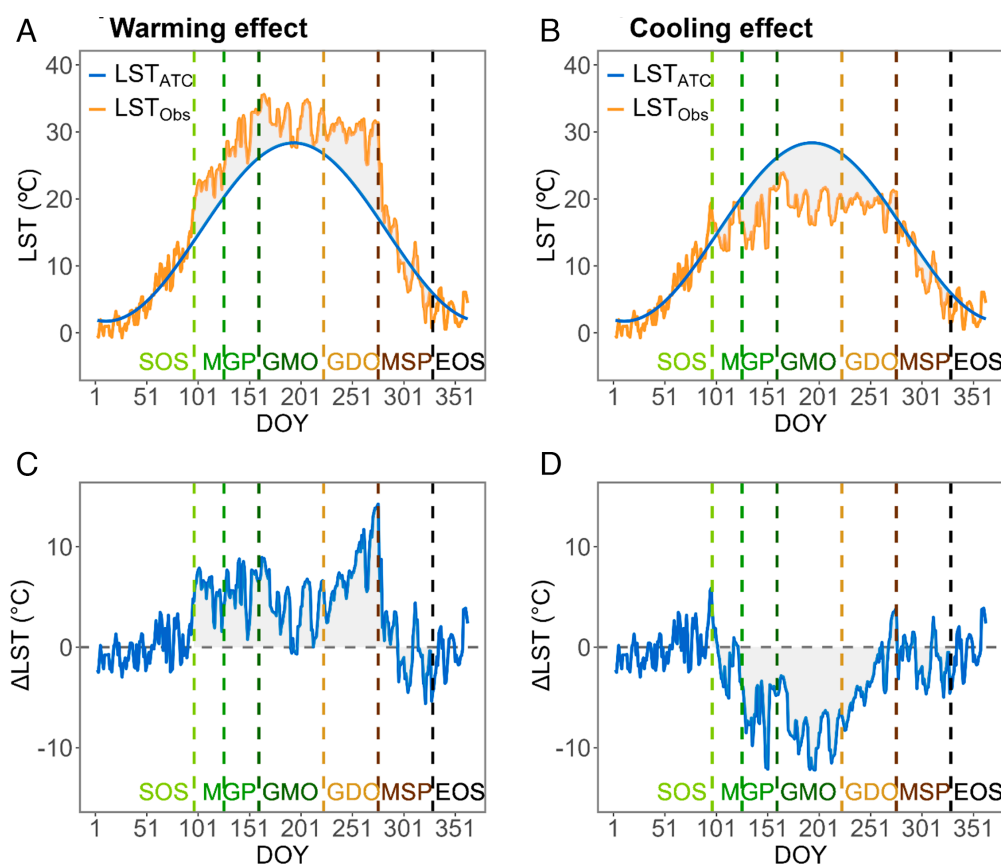 A Warming effect
B Cooling effect
LST (°C)
40
30
20
10
0
LSTATC
LSTObs
SOS MGP GMO GDO MSP EOS
1 51 101 151 201 251 301 351
DOY
LST (°C)
40
30
20
10
0
LSTATC
LSTObs
SOS MGP GMO GDO MSP EOS
1 51 101 151 201 251 301 351
DOY
C
ΔLST (°C)
10
0
-10
SOS MGP GMO GDO MSP EOS
1 51 101 151 201 251 301 351
DOY
D
ΔLST (°C)
10
0
-10
SOS MGP GMO GDO MSP EOS
1 51 101 151 201 251 301 351
DOY